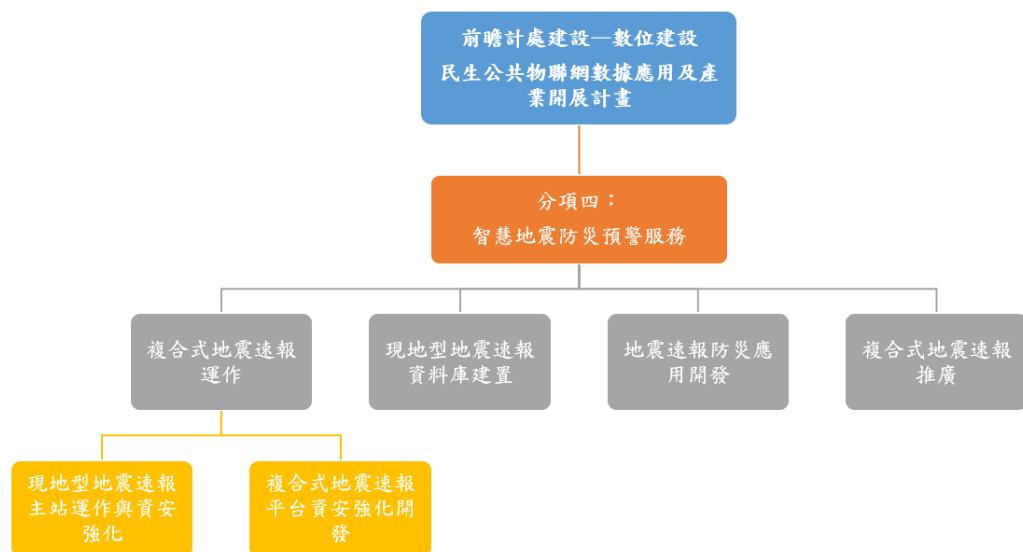 前瞻計處建設—數位建設
民生公共物聯網數據應用及產
業開展計畫
分項四：
智慧地震防災預警服務
複合式地震速報
運作
現地型地震速報
資料庫建置
地震速報防災應
用開發
複合式地震速報
推廣
現地型地震速報
主站運作與資安
強化
複合式地震速報
平台資安強化開
發